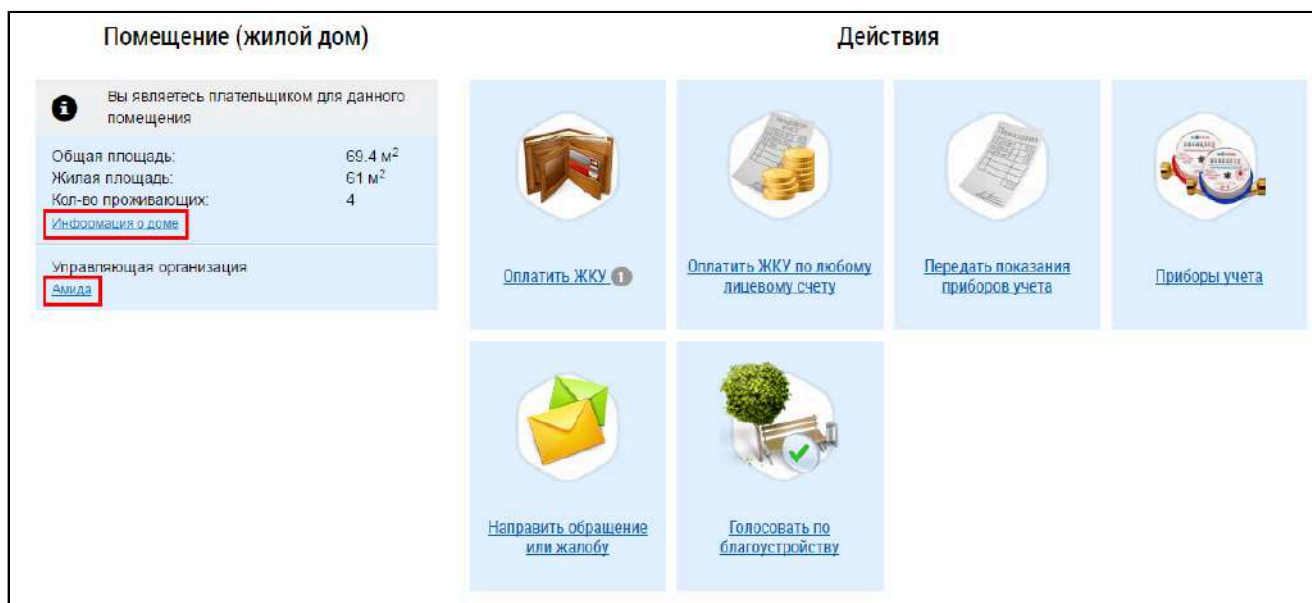 Помещение (жилой дом)
Действия
Вы являетесь плательщиком для данного
помещения
Общая площадь: 69.4 м²
Жилая площадь: 61 м²
Кол-во проживающих: 4
Информация о доме
Управляющая организация
Амида
Оплатить ЖКУ 1
Оплатить ЖКУ по любому
лицевому счету
Передать показания
приборов учета
Приборы учета
Направить обращение
или жалобу
Голосовать по
благоустройству